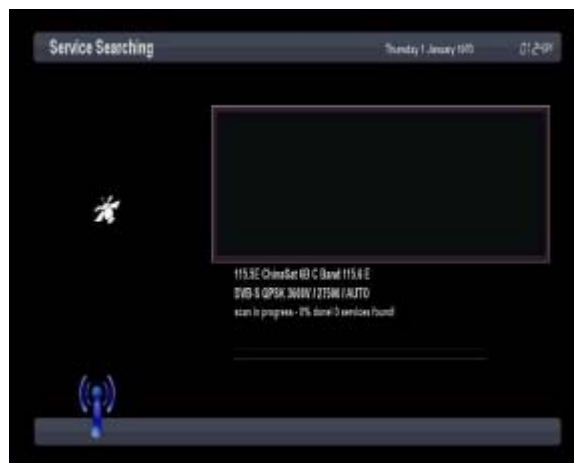 Service Searching
Thursday 1 January 1970
115.5E ChinaSat 6B C Band 115.5 E
DVB-S QPSK 3600V / 27500 / AUTO
scan in progress - 0% done! 0 services found!